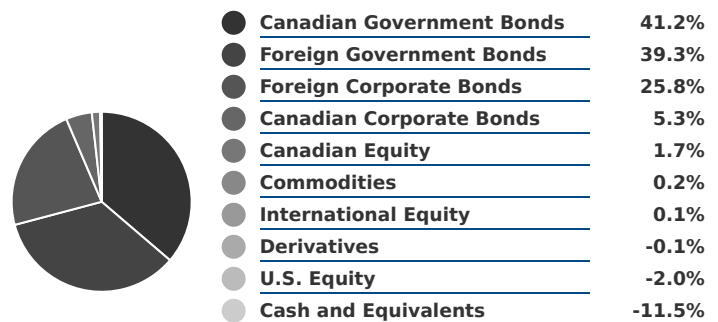 Canadian Government Bonds 41.2%
Foreign Government Bonds 39.3%
Foreign Corporate Bonds 25.8%
Canadian Corporate Bonds 5.3%
Canadian Equity 1.7%
Commodities 0.2%
International Equity 0.1%
Derivatives -0.1%
U.S. Equity -2.0%
Cash and Equivalents -11.5%